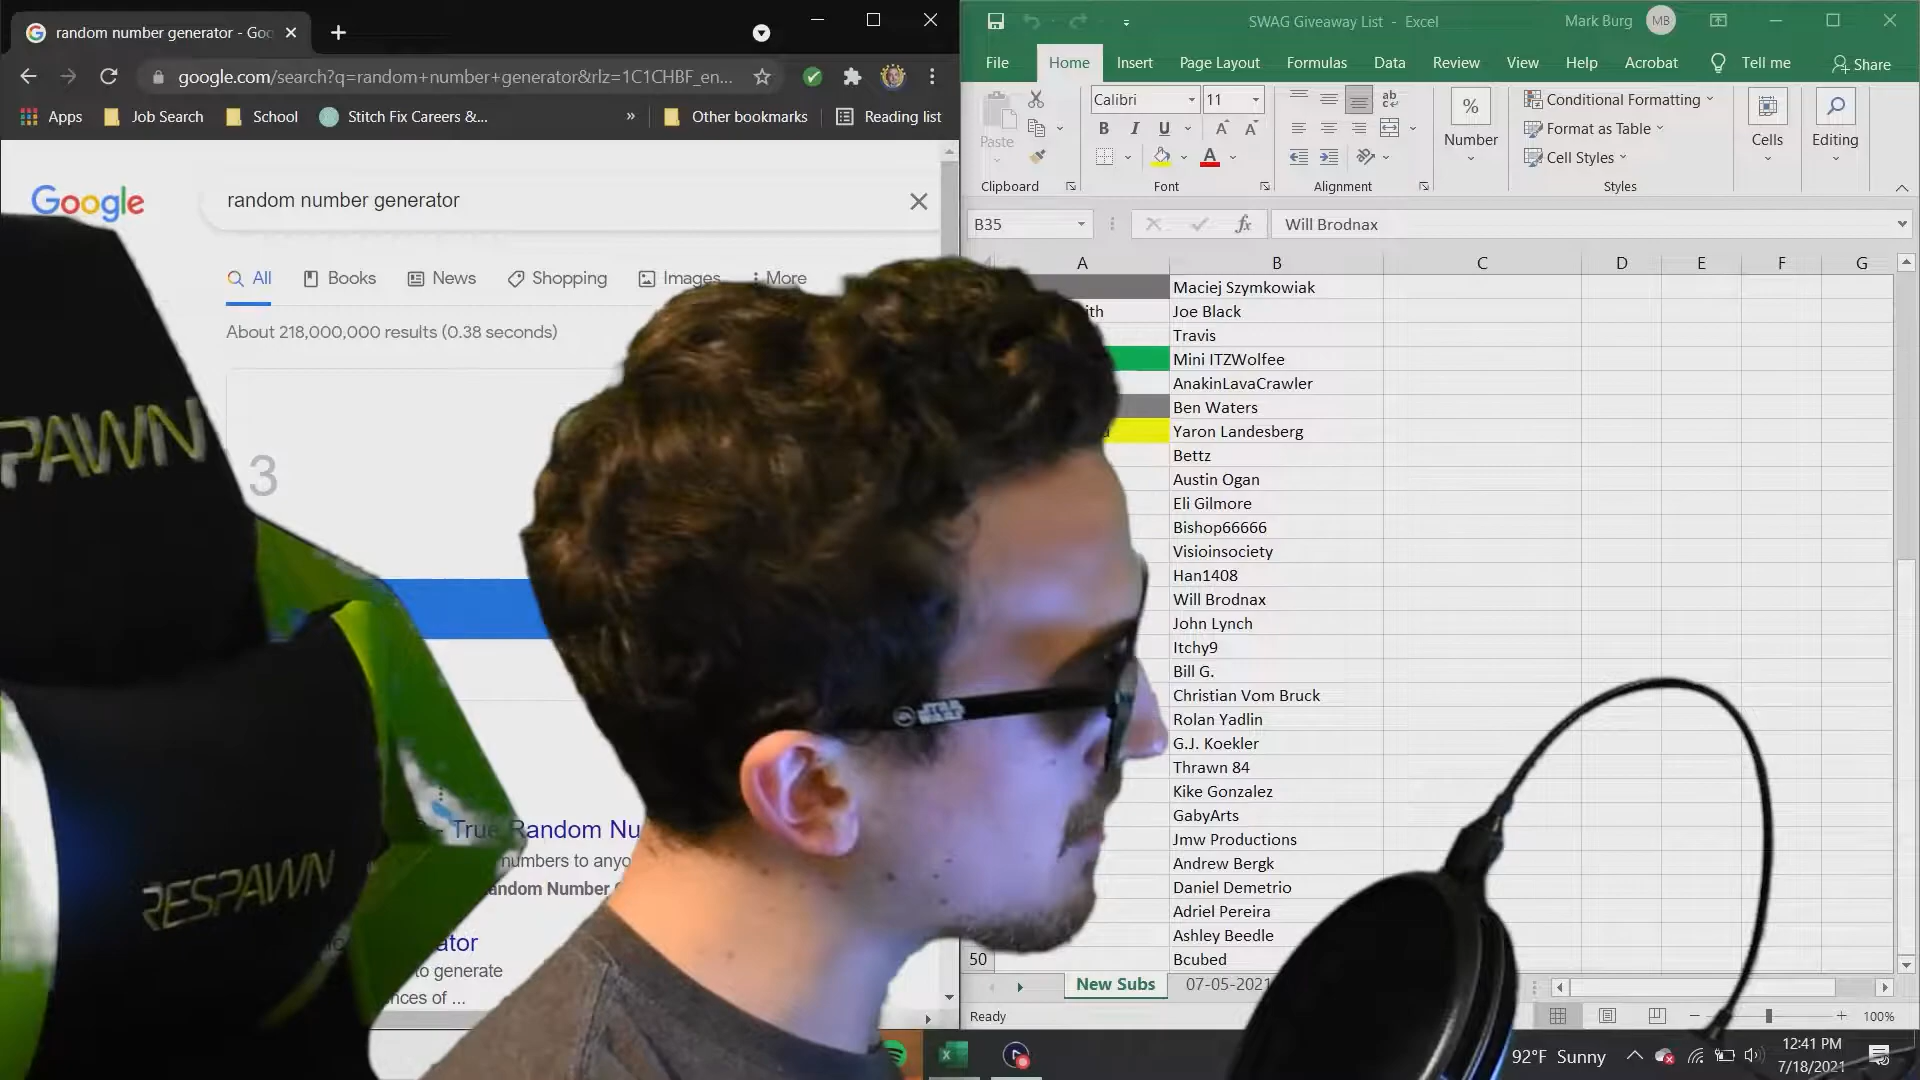 random number generator - Goo
google.com/search?q=random+number+generator&rlz=1C1CHBF_en...
Apps
Job Search
School
Stitch Fix Careers &...
»
Other bookmarks
Reading list
Google
random number generator
All
Books
News
Shopping
Images
More
About 218,000,000 results (0.38 seconds)
3
PAWN
RESPAWN
STAR
WARS
- True Random Nu
numbers to anyo
andom Number
ator
to generate
nces of ...
SWAG Giveaway List - Excel
Mark Burg
MB
File
Home
Insert
Page Layout
Formulas
Data
Review
View
Help
Acrobat
Tell me
Share
Paste
Clipboard
Calibri
11
B I U
Font
ab
Alignment
%
Number
Conditional Formatting
Format as Table
Cell Styles
Styles
Cells
Editing
B35
fx
Will Brodnax
A B C D E F G
Maciej Szymkowiak
ith
Joe Black
Travis
Mini ITZWolfee
AnakinLavaCrawler
Ben Waters
Yaron Landesberg
Bettz
Austin Ogan
Eli Gilmore
Bishop66666
Visioinsociety
Han1408
Will Brodnax
John Lynch
Itchy9
Bill G.
Christian Vom Bruck
Rolan Yadlin
G.J. Koekler
Thrawn 84
Kike Gonzalez
GabyArts
Jmw Productions
Andrew Bergk
Daniel Demetrio
Adriel Pereira
Ashley Beedle
50
Bcubed
New Subs
07-05-2021
Ready
100%
92°F Sunny
12:41 PM
7/18/2021